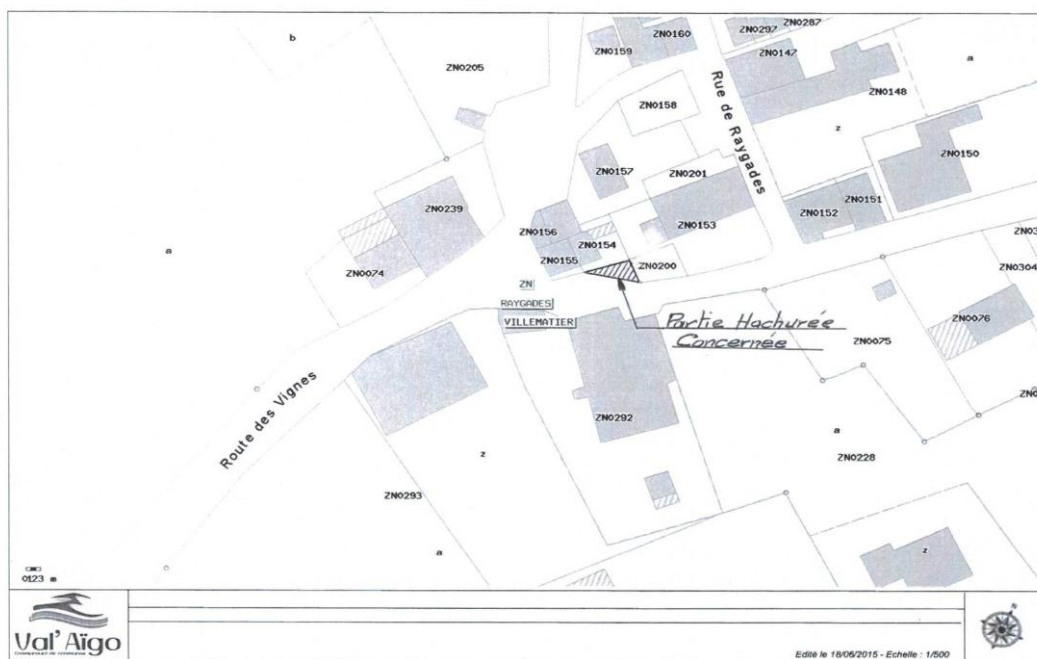 b
ZN0205
ZN0159
ZN0160
ZN0297
ZN0287
ZN0147
a
ZN0148
ZN0158
Rue de Raygades
z
ZN0150
ZN0157
ZN0201
ZN0239
ZN0152
ZN0151
ZN0153
ZN0156
ZN0154
ZN0155
a
ZN0074
ZN0200
ZN0304
ZN
RAYGADES
VILLEMATIER
Partie Hachurée
Concernée
ZN0076
ZN0075
Route des Vignes
ZN0292
a
z
ZN0228
ZN0293
a
z
0123 m
Val'Aïgo
Edité le 18/06/2015 - Echelle : 1/500
N